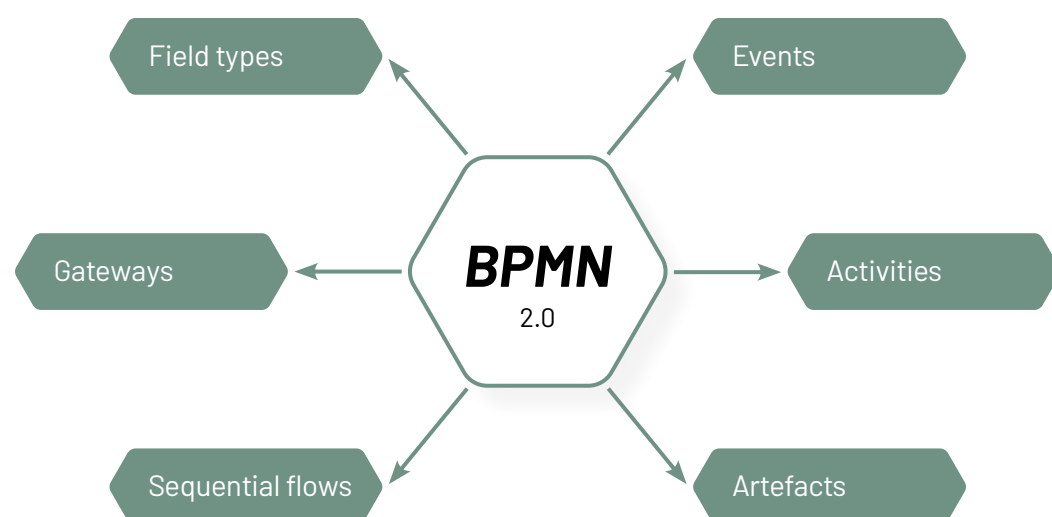 Field types
Events
Gateways
BPMN
2.0
Activities
Sequential flows
Artefacts